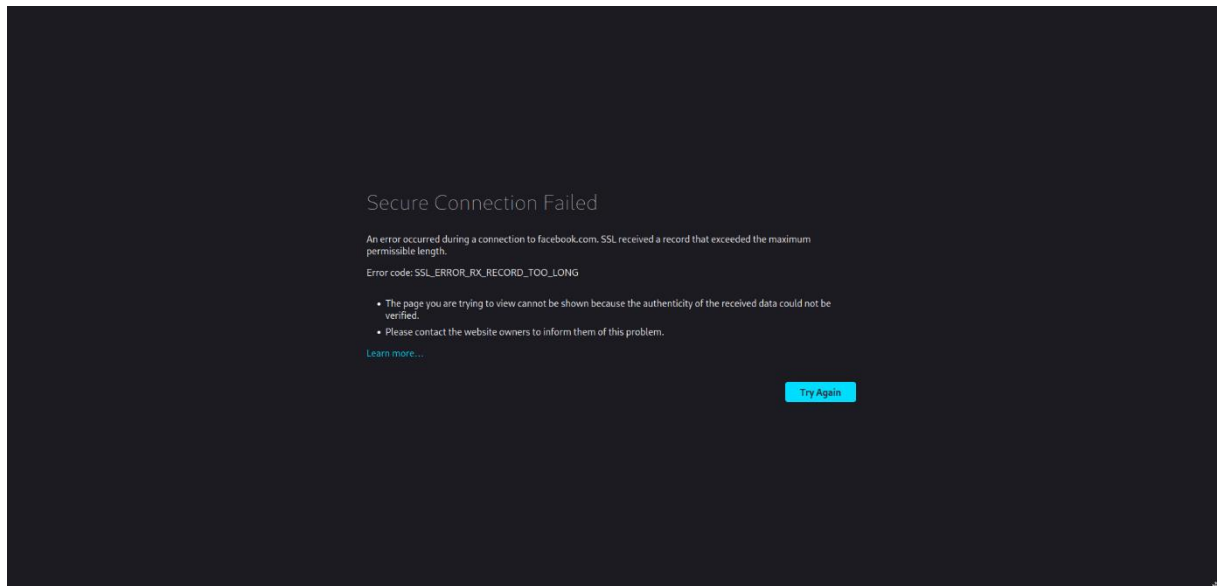 Secure Connection Failed
An error occurred during a connection to facebook.com. SSL received a record that exceeded the maximum
permissible length.
Error code: SSL_ERROR_RX_RECORD_TOO_LONG
• The page you are trying to view cannot be shown because the authenticity of the received data could not be
verified.
• Please contact the website owners to inform them of this problem.
Learn more…
Try Again